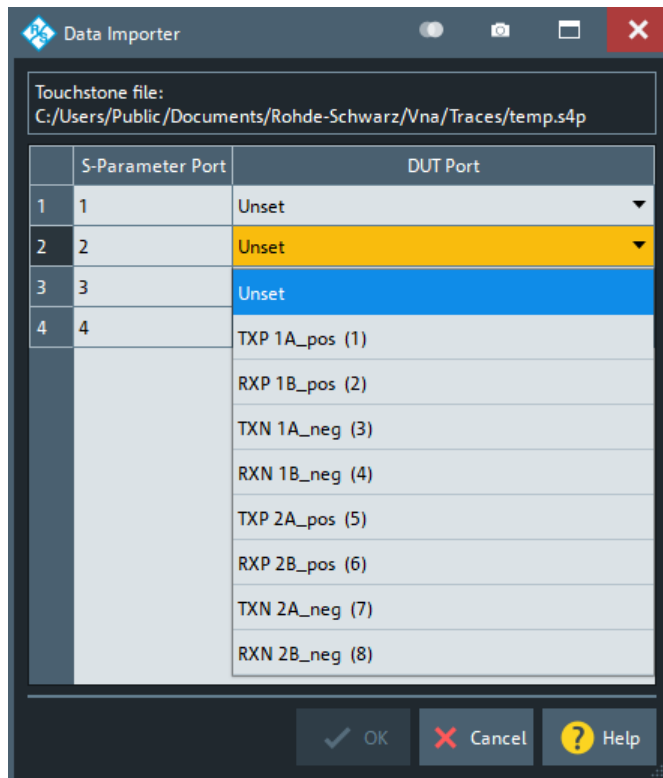 Data Importer
Touchstone file:
C:/Users/Public/Documents/Rohde-Schwarz/Vna/Traces/temp.s4p
S-Parameter Port DUT Port
1 1 Unset
2 2 Unset
3 3 Unset
4 4 TXP 1A_pos (1)
RXP 1B_pos (2)
TXN 1A_neg (3)
RXN 1B_neg (4)
TXP 2A_pos (5)
RXP 2B_pos (6)
TXN 2A_neg (7)
RXN 2B_neg (8)
OK Cancel ? Help